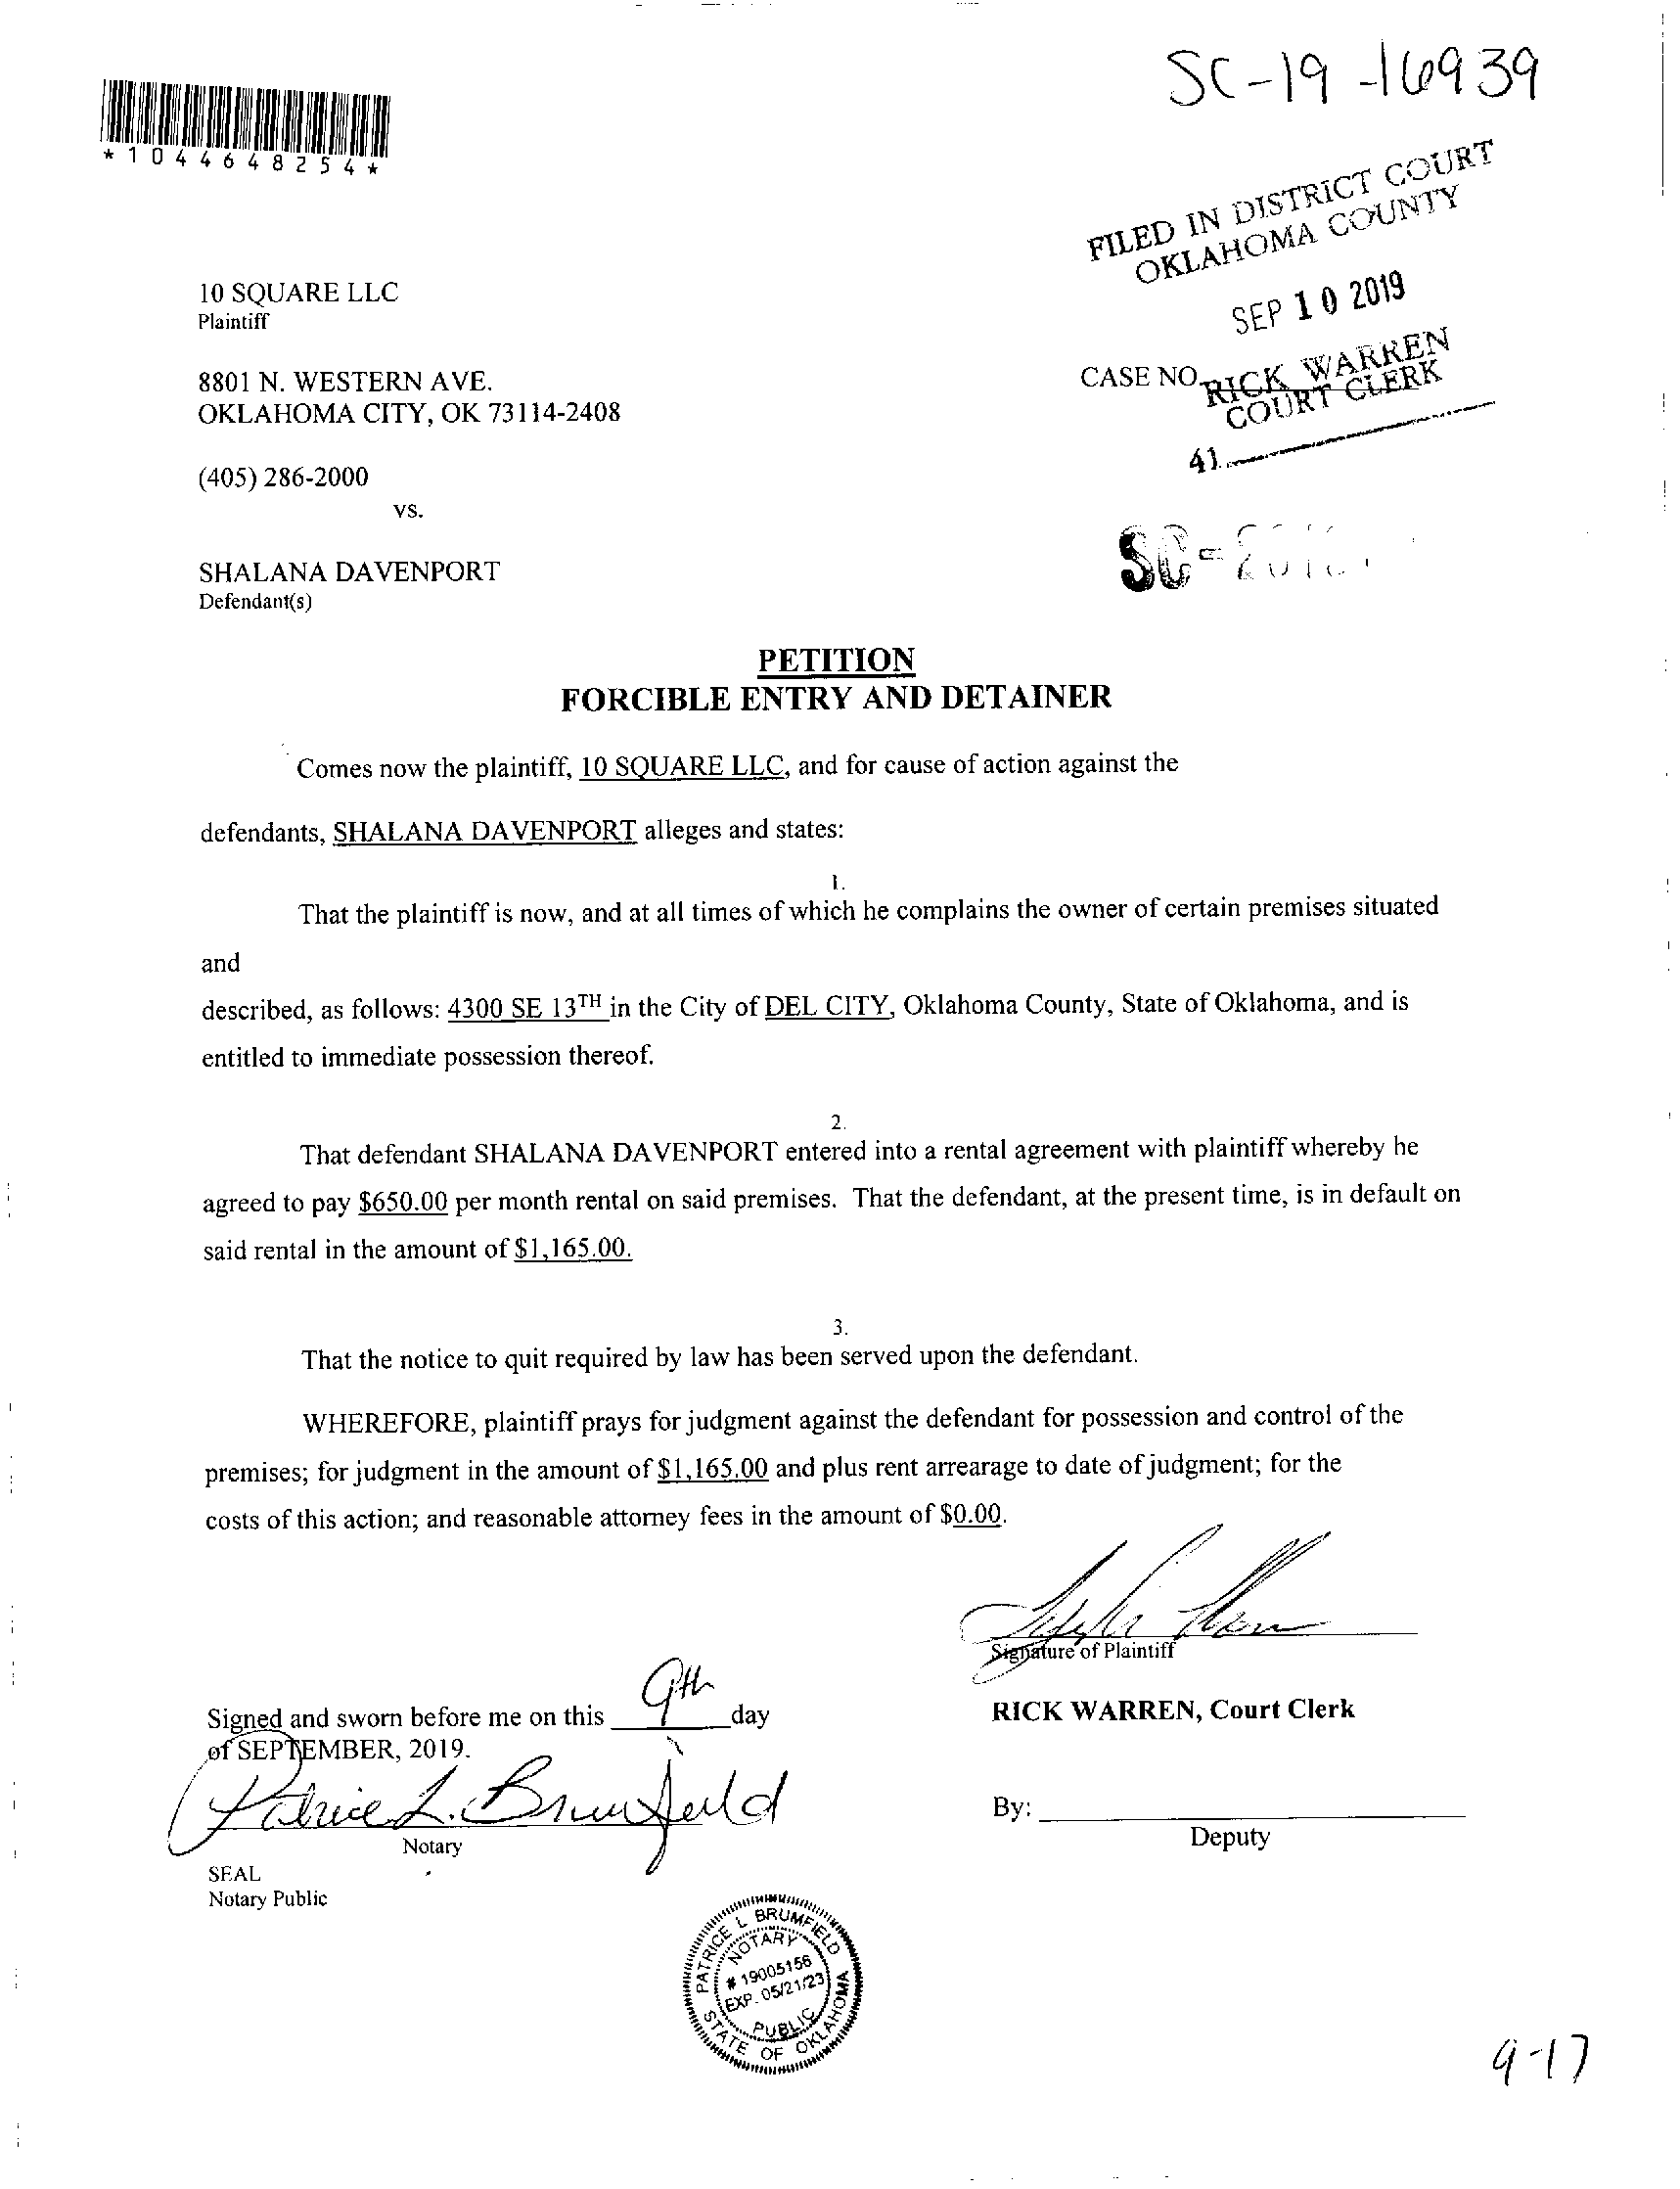 SC-19-16939
*1044648254*
FILED IN DISTRICT COURT
OKLAHOMA COUNTY
SEP 10 2019
10 SQUARE LLC
Plaintiff
8801 N. WESTERN AVE.
OKLAHOMA CITY, OK 73114-2408
CASE NO.
RICK WARREN
COURT CLERK
41
(405) 286-2000
vs.
SC-
SHALANA DAVENPORT
Defendant(s)
PETITION
FORCIBLE ENTRY AND DETAINER
Comes now the plaintiff, 10 SQUARE LLC, and for cause of action against the
defendants, SHALANA DAVENPORT alleges and states:
1.
That the plaintiff is now, and at all times of which he complains the owner of certain premises situated
and
described, as follows: 4300 SE 13TH in the City of DEL CITY, Oklahoma County, State of Oklahoma, and is
entitled to immediate possession thereof.
2.
That defendant SHALANA DAVENPORT entered into a rental agreement with plaintiff whereby he
agreed to pay $650.00 per month rental on said premises. That the defendant, at the present time, is in default on
said rental in the amount of $1,165.00.
3.
That the notice to quit required by law has been served upon the defendant.
WHEREFORE, plaintiff prays for judgment against the defendant for possession and control of the
premises; for judgment in the amount of $1,165.00 and plus rent arrearage to date of judgment; for the
costs of this action; and reasonable attorney fees in the amount of $0.00.
Signature of Plaintiff
Signed and sworn before me on this 9th day
of SEPTEMBER, 2019.
RICK WARREN, Court Clerk
Patrice L. Brumfield
Notary
By:
Deputy
SEAL
Notary Public
PATRICE L BRUMFIELD
NOTARY
# 19005156
EXP. 05/21/23
PUBLIC
STATE OF OKLAHOMA
9-17